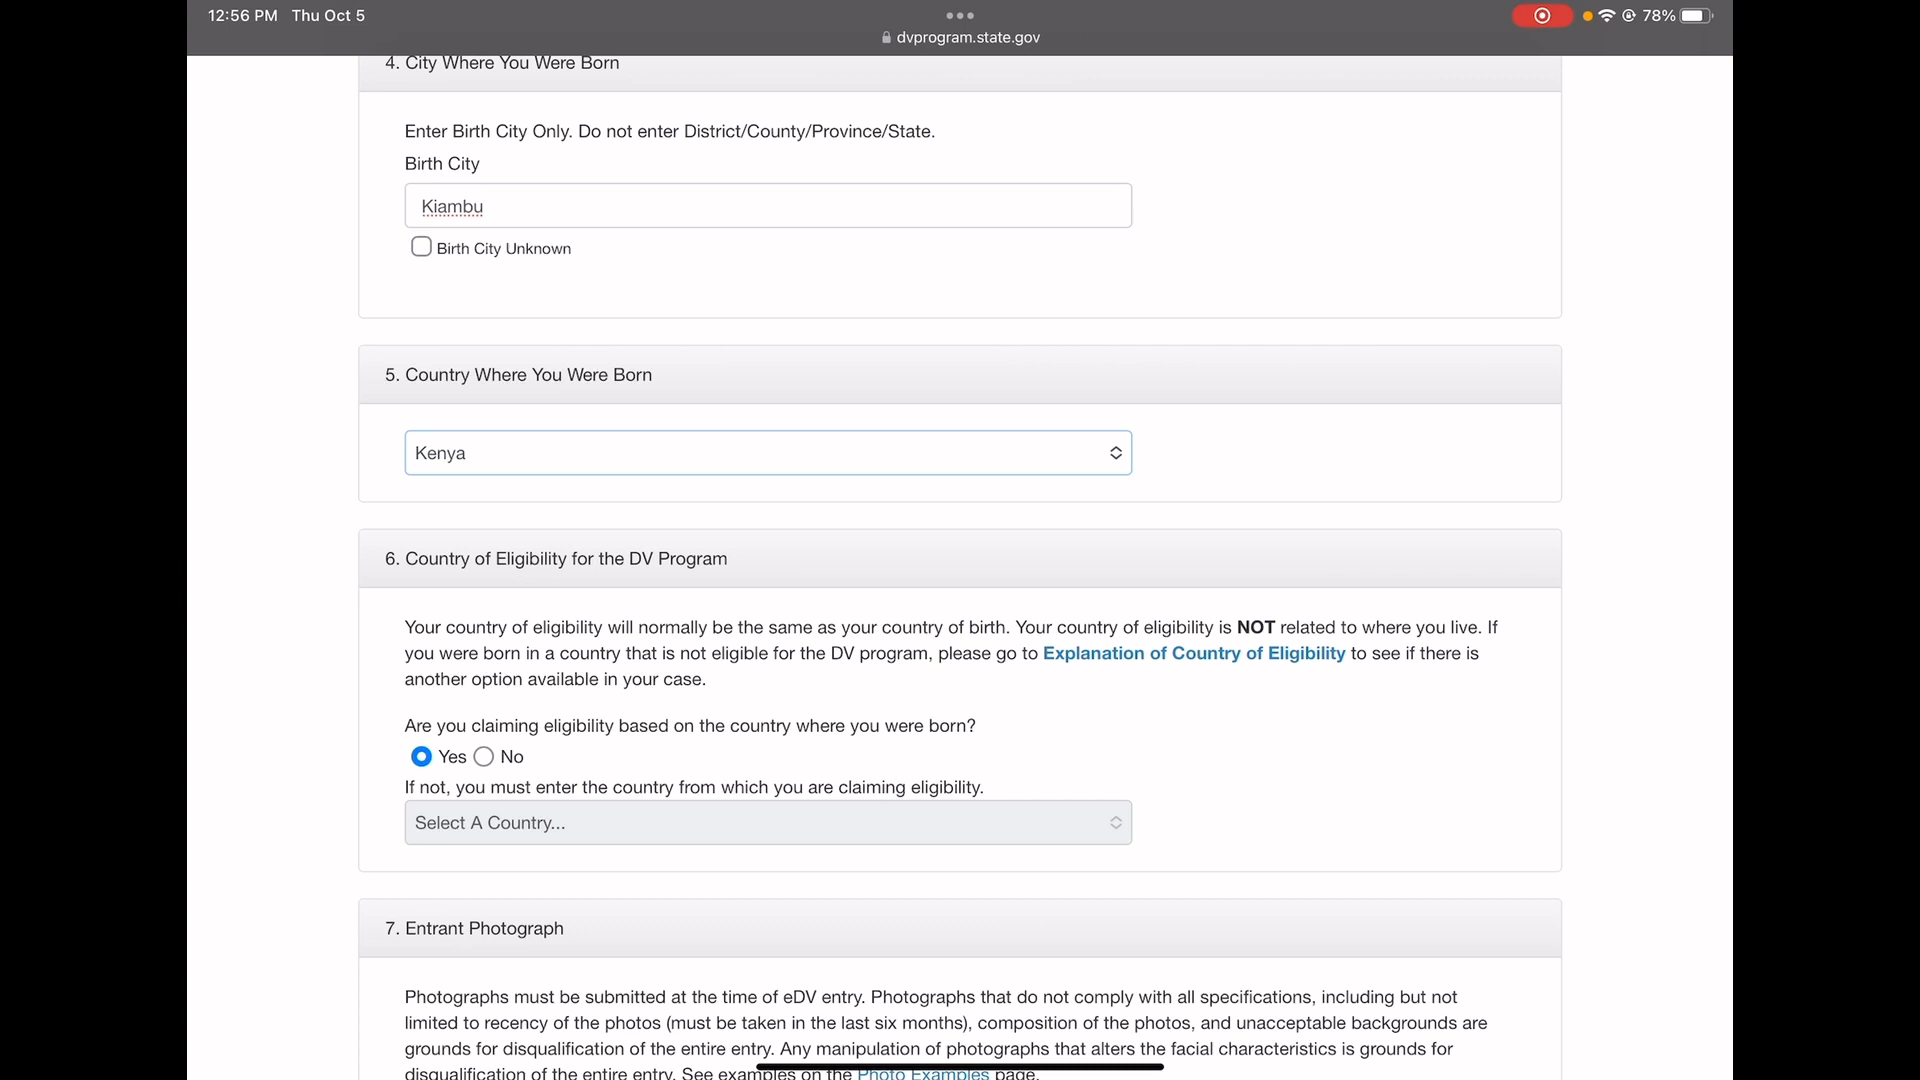 12:56 PM Thu Oct 5
78%
dvprogram.state.gov
4. City Where You Were Born
Enter Birth City Only. Do not enter District/County/Province/State.
Birth City
Kiambu
Birth City Unknown
5. Country Where You Were Born
Kenya
6. Country of Eligibility for the DV Program
Your country of eligibility will normally be the same as your country of birth. Your country of eligibility is NOT related to where you live. If
you were born in a country that is not eligible for the DV program, please go to Explanation of Country of Eligibility to see if there is
another option available in your case.
Are you claiming eligibility based on the country where you were born?
Yes No
If not, you must enter the country from which you are claiming eligibility.
Select A Country...
7. Entrant Photograph
Photographs must be submitted at the time of eDV entry. Photographs that do not comply with all specifications, including but not
limited to recency of the photos (must be taken in the last six months), composition of the photos, and unacceptable backgrounds are
grounds for disqualification of the entire entry. Any manipulation of photographs that alters the facial characteristics is grounds for
disqualification of the entire entry. See examples on the Photo Examples page.